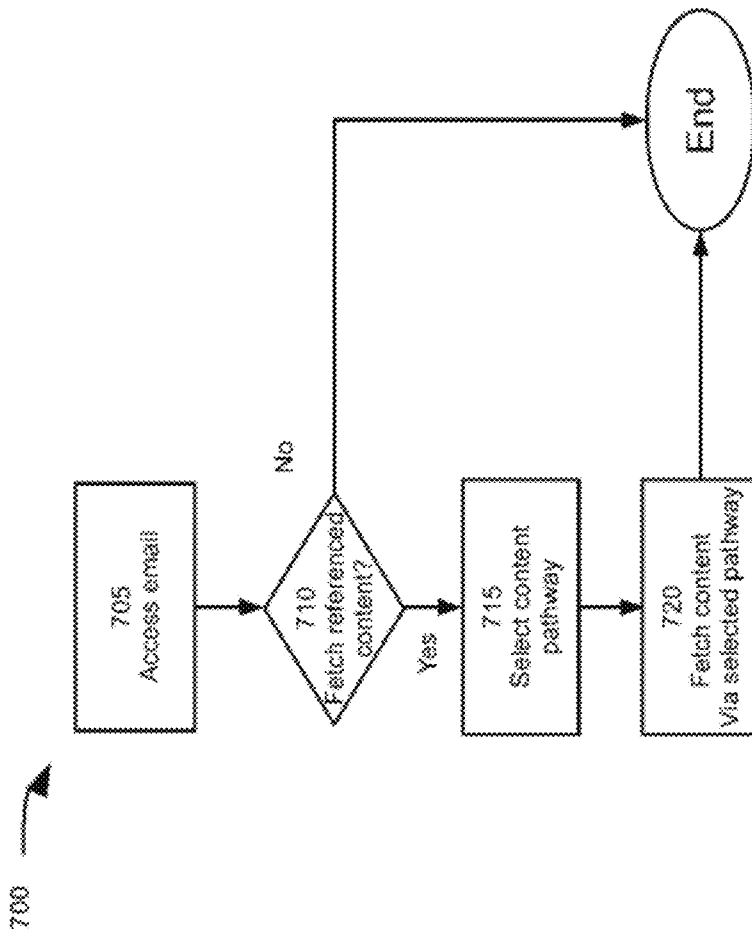 700
705
Access email
710
Fetch referenced
content?
No
Yes
715
Select content
pathway
720
Fetch content
Via selected pathway
End